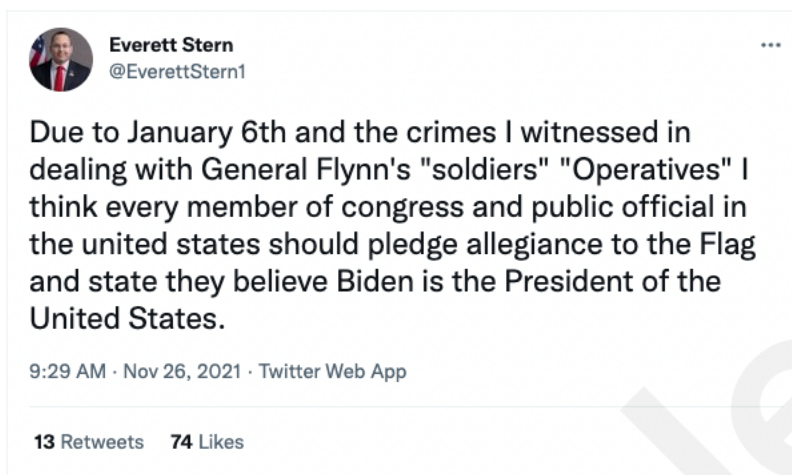 Everett Stern
@EverettStern1
Due to January 6th and the crimes I witnessed in
dealing with General Flynn's "soldiers" "Operatives" I
think every member of congress and public official in
the united states should pledge allegiance to the Flag
and state they believe Biden is the President of the
United States.
9:29 AM · Nov 26, 2021 · Twitter Web App
13 Retweets 74 Likes
le